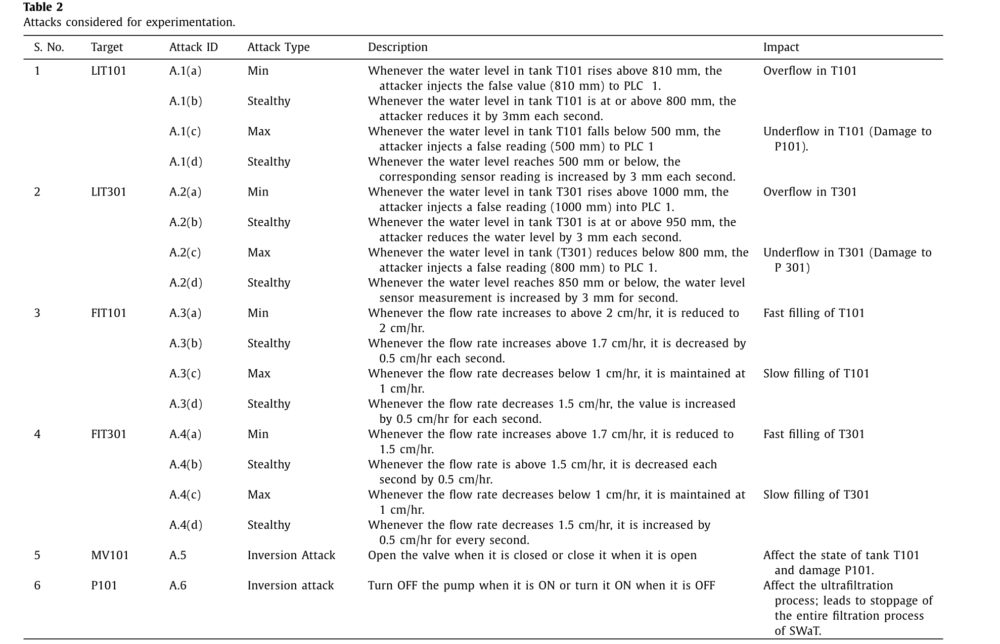 Table 2
Attacks considered for experimentation.
S. No. Target Attack ID Attack Type Description Impact
1 LIT101 A.1(a) Min Whenever the water level in tank T101 rises above 810 mm, the Overflow in T101
attacker injects the false value (810 mm) to PLC 1.
A.1(b) Stealthy Whenever the water level in tank T101 is at or above 800 mm, the
attacker reduces it by 3mm each second.
A.1(c) Max Whenever the water level in tank T101 falls below 500 mm, the Underflow in T101 (Damage to
attacker injects a false reading (500 mm) to PLC 1 P101).
A.1(d) Stealthy Whenever the water level reaches 500 mm or below, the
corresponding sensor reading is increased by 3 mm each second.
2 LIT301 A.2(a) Min Whenever the water level in tank T301 rises above 1000 mm, the Overflow in T301
attacker injects a false reading (1000 mm) into PLC 1.
A.2(b) Stealthy Whenever the water level in tank T301 is at or above 950 mm, the
attacker reduces the water level by 3 mm each second.
A.2(c) Max Whenever the water level in tank (T301) reduces below 800 mm, the Underflow in T301 (Damage to
attacker injects a false reading (800 mm) to PLC 1. P 301)
A.2(d) Stealthy Whenever the water level reaches 850 mm or below, the water level
sensor measurement is increased by 3 mm for second.
3 FIT101 A.3(a) Min Whenever the flow rate increases to above 2 cm/hr, it is reduced to Fast filling of T101
2 cm/hr.
A.3(b) Stealthy Whenever the flow rate increases above 1.7 cm/hr, it is decreased by
0.5 cm/hr each second.
A.3(c) Max Whenever the flow rate decreases below 1 cm/hr, it is maintained at Slow filling of T101
1 cm/hr.
A.3(d) Stealthy Whenever the flow rate decreases 1.5 cm/hr, the value is increased
by 0.5 cm/hr for each second.
4 FIT301 A.4(a) Min Whenever the flow rate increases above 1.7 cm/hr, it is reduced to Fast filling of T301
1.5 cm/hr.
A.4(b) Stealthy Whenever the flow rate is above 1.5 cm/hr, it is decreased each
second by 0.5 cm/hr.
A.4(c) Max Whenever the flow rate decreases below 1 cm/hr, it is maintained at Slow filling of T301
1 cm/hr.
A.4(d) Stealthy Whenever the flow rate decreases 1.5 cm/hr, it is increased by
0.5 cm/hr for every second.
5 MV101 A.5 Inversion Attack Open the valve when it is closed or close it when it is open Affect the state of tank T101
and damage P101.
6 P101 A.6 Inversion attack Turn OFF the pump when it is ON or turn it ON when it is OFF Affect the ultrafiltration
process; leads to stoppage of
the entire filtration process
of SWaT.